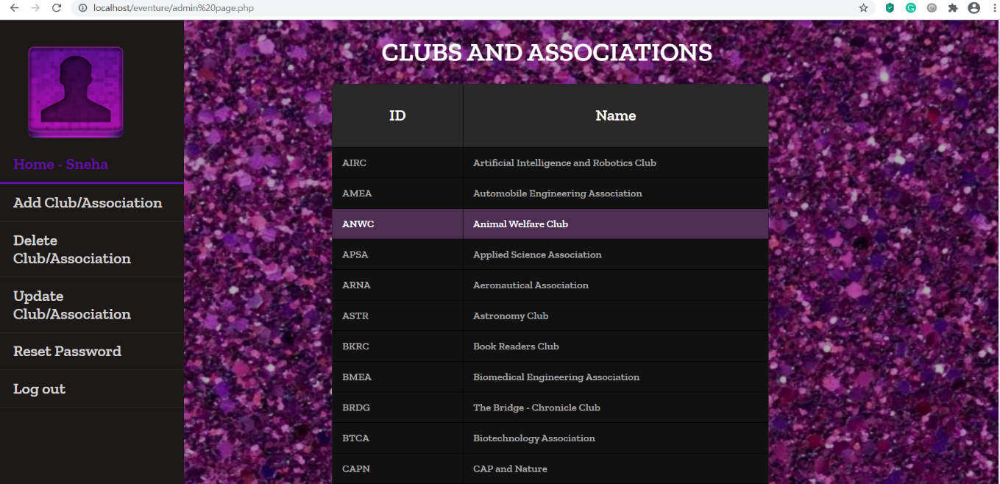 localhost/eventure/admin%20page.php
CLUBS AND ASSOCIATIONS
Home - Sneha
Add Club/Association
Delete
Club/Association
Update
Club/Association
Reset Password
Log out
ID Name
AIRC Artificial Intelligence and Robotics Club
AMEA Automobile Engineering Association
ANWC Animal Welfare Club
APSA Applied Science Association
ARNA Aeronautical Association
ASTR Astronomy Club
BKRC Book Readers Club
BMEA Biomedical Engineering Association
BRDG The Bridge - Chronicle Club
BTCA Biotechnology Association
CAPN CAP and Nature